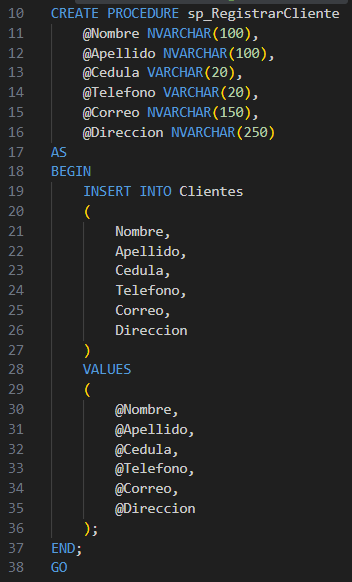 10 CREATE PROCEDURE sp_RegistrarCliente
11     @Nombre NVARCHAR(100),
12     @Apellido NVARCHAR(100),
13     @Cedula VARCHAR(20),
14     @Telefono VARCHAR(20),
15     @Correo NVARCHAR(150),
16     @Direccion NVARCHAR(250)
17 AS
18 BEGIN
19     INSERT INTO Clientes
20     (
21         Nombre,
22         Apellido,
23         Cedula,
24         Telefono,
25         Correo,
26         Direccion
27     )
28     VALUES
29     (
30         @Nombre,
31         @Apellido,
32         @Cedula,
33         @Telefono,
34         @Correo,
35         @Direccion
36     );
37 END;
38 GO